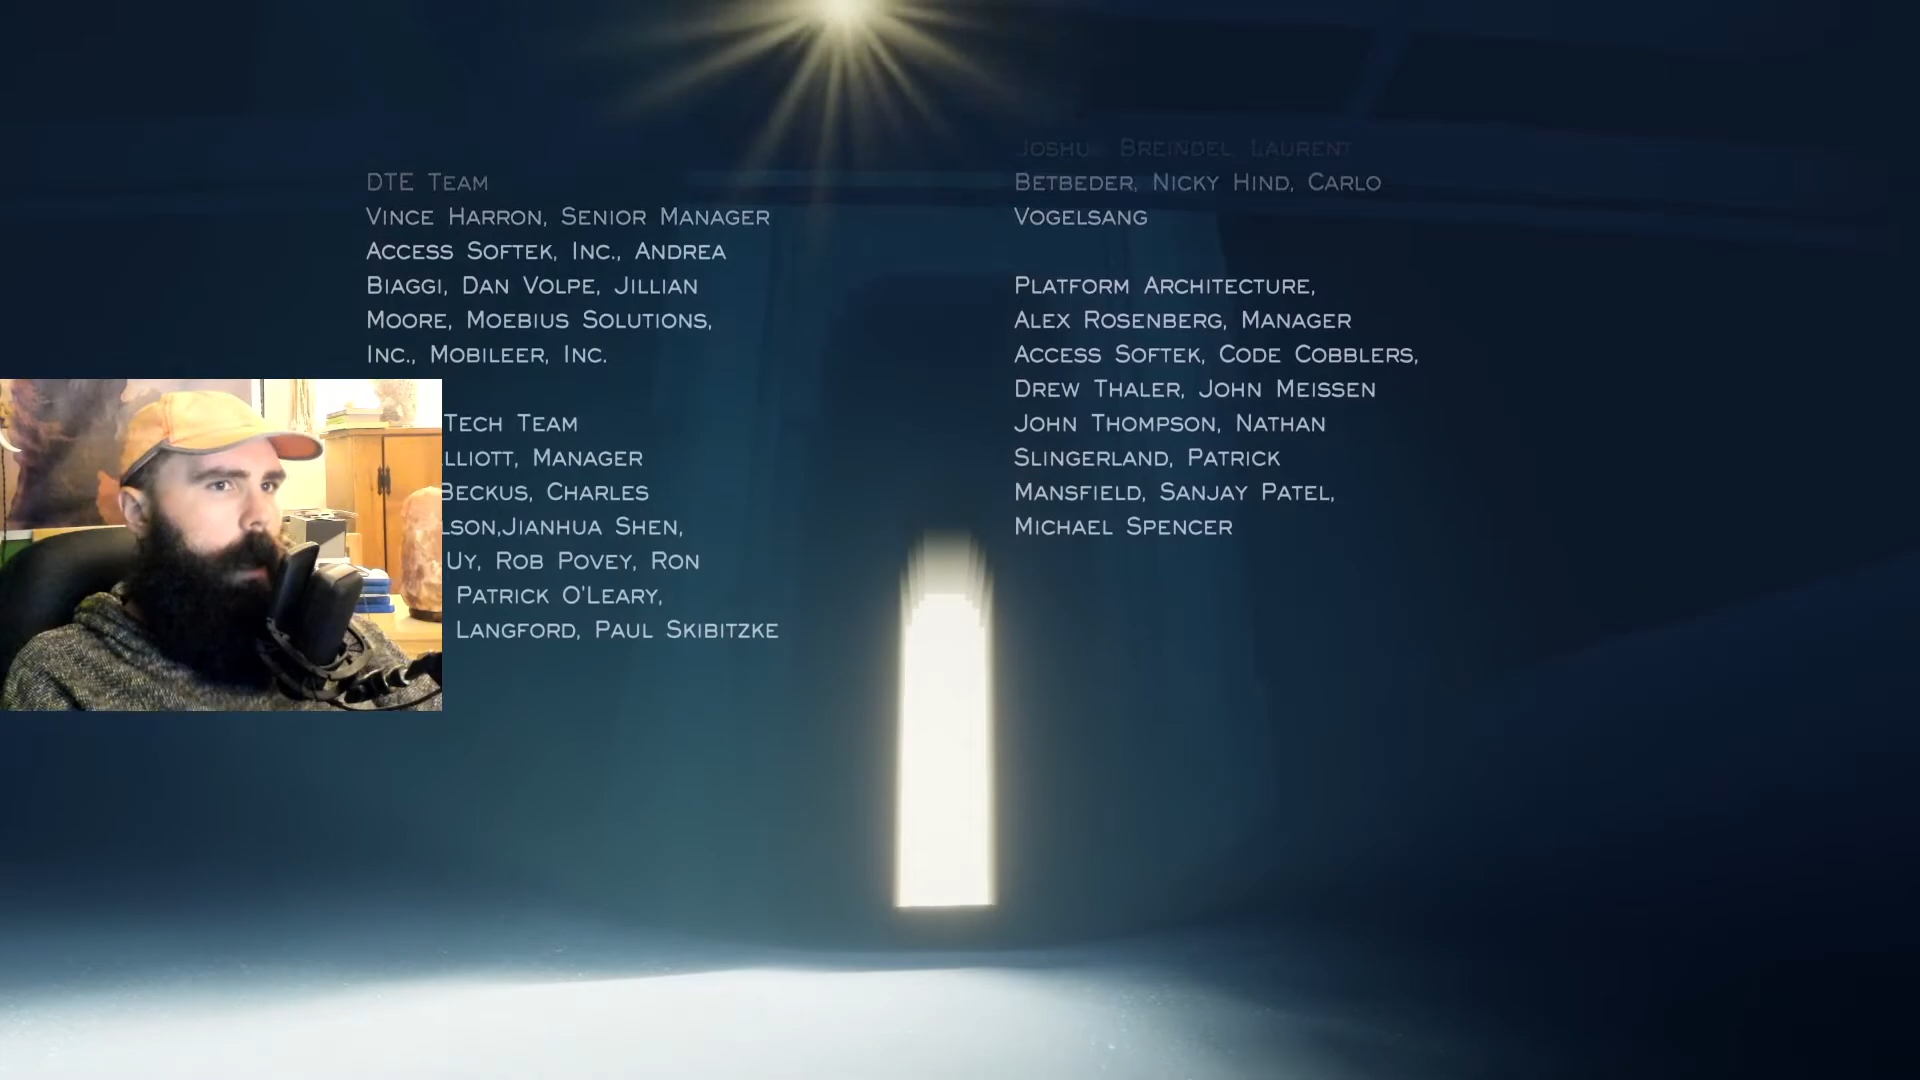 DTE Team
Vince Harron, Senior Manager
Access Softek, Inc., Andrea
Biaggi, Dan Volpe, Jillian
Moore, Moebius Solutions,
Inc., Mobileer, Inc.
Tech Team
Manager
Beckus, Charles
Jianhua Shen,
Uy, Rob Povey, Ron
Patrick O'Leary,
Langford, Paul Skibitzke
Breindel Laurent
Betbeder, Nicky Hind, Carlo
Vogelsang
Platform Architecture,
Alex Rosenberg, Manager
Access Softek, Code Cobblers,
Drew Thaler, John Meissen
John Thompson, Nathan
Slingerland, Patrick
Mansfield, Sanjay Patel,
Michael Spencer